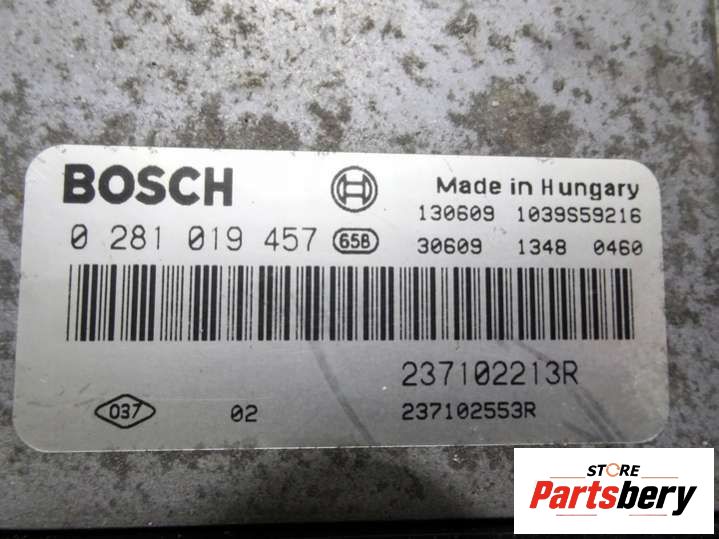 BOSCH
Made in Hungary
130609 1039S59216
0 281 019 457 65B
30609 1348 0460
237102213R
037 02 237102553R
STORE
Partsbery